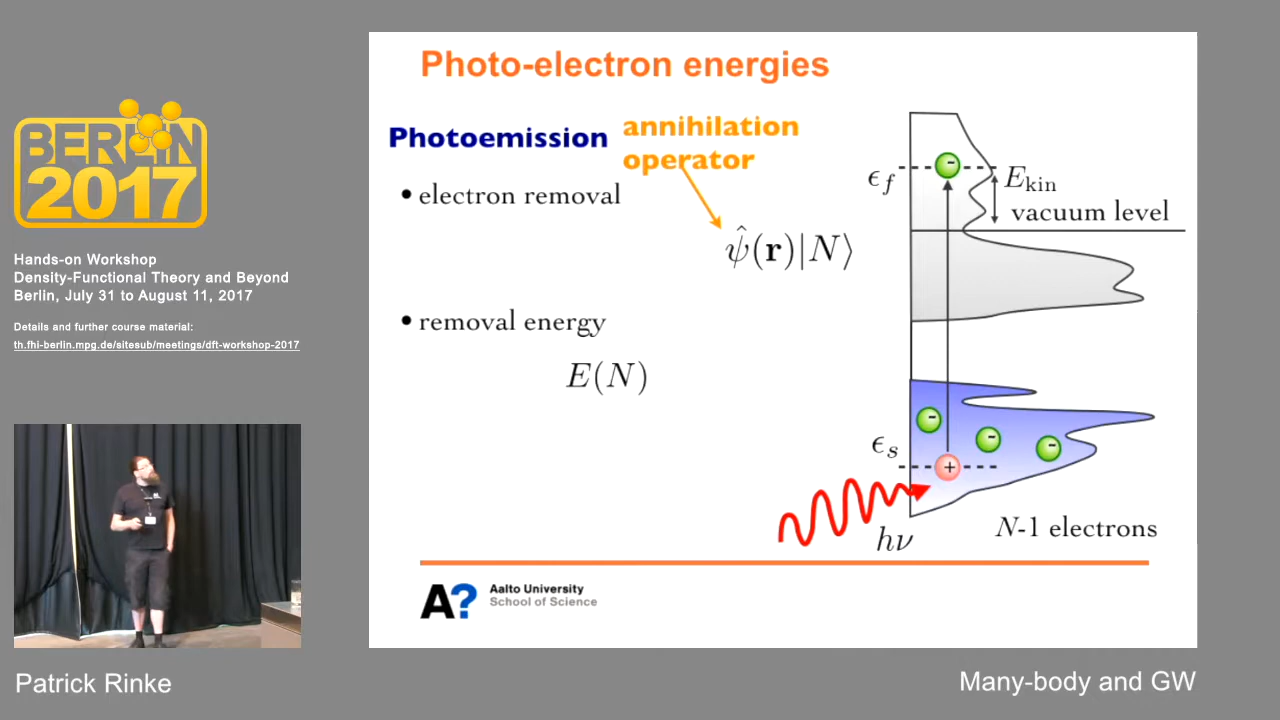 BERLIN
2017
Hands-on Workshop
Density-Functional Theory and Beyond
Berlin, July 31 to August 11, 2017
Details and further course material:
th.fhi-berlin.mpg.de/sitesub/meetings/dft-workshop-2017
Patrick Rinke
Photo-electron energies
Photoemission
annihilation
operator
• electron removal
ψ̂(r)|N⟩
• removal energy
E(N)
ϵf
Ekin
vacuum level
-
-
-
-
ϵs
+
hν
N-1 electrons
A?
Aalto University
School of Science
Many-body and GW